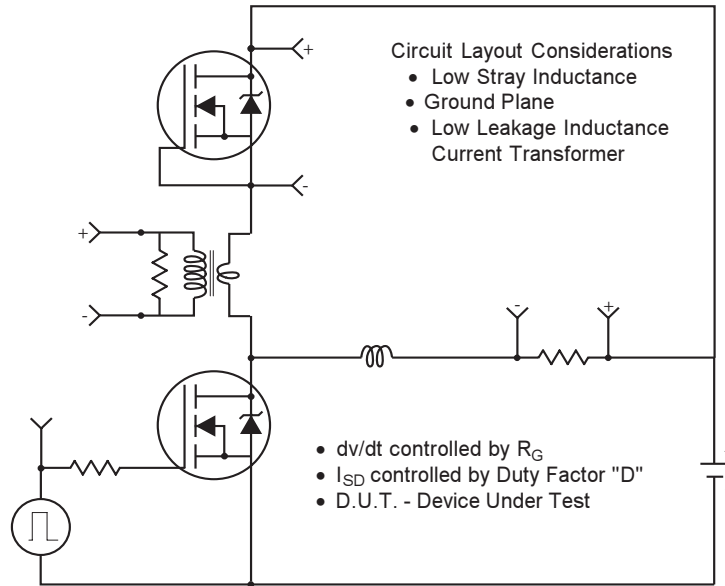 +
Circuit Layout Considerations
• Low Stray Inductance
• Ground Plane
• Low Leakage Inductance
Current Transformer
-
+
-
- +
• dv/dt controlled by RG
• ISD controlled by Duty Factor "D"
• D.U.T. - Device Under Test